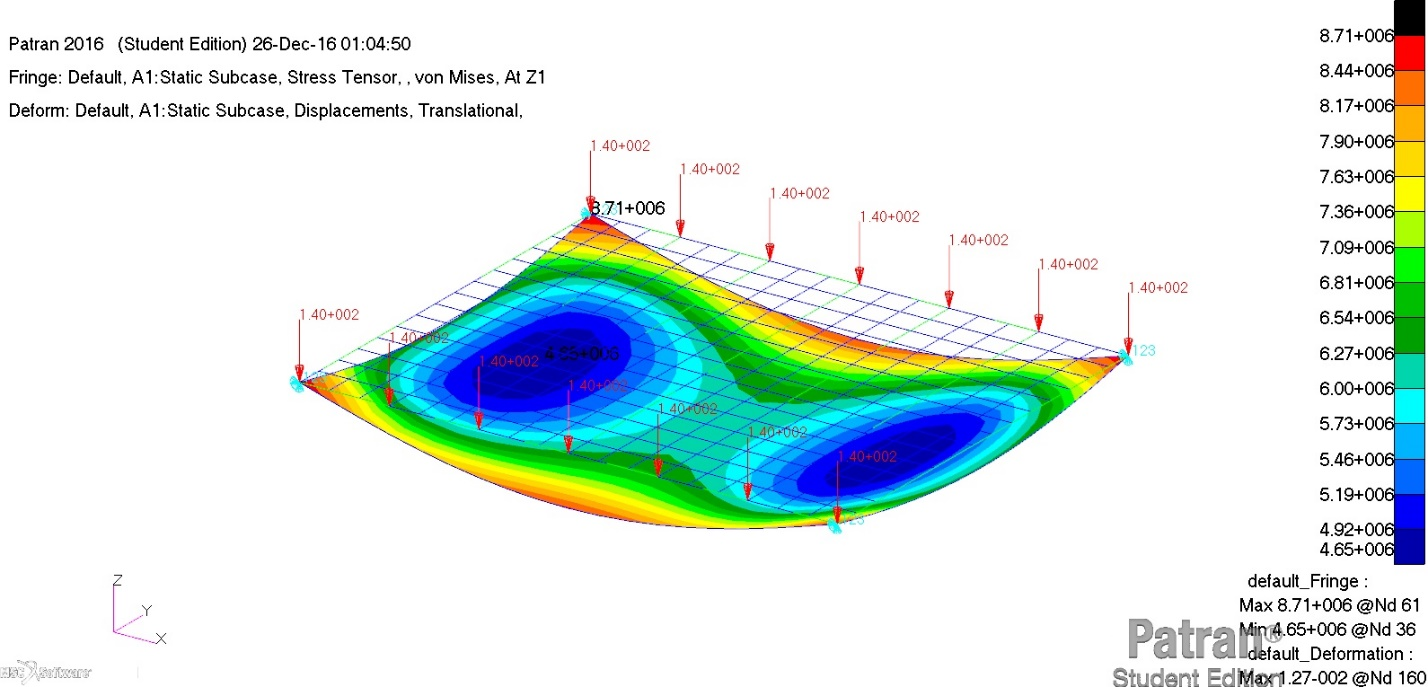 Patran 2016 (Student Edition) 26-Dec-16 01:04:50
Fringe: Default, A1:Static Subcase, Stress Tensor, , von Mises, At Z1
Deform: Default, A1:Static Subcase, Displacements, Translational,
8.71+006
8.44+006
8.17+006
7.90+006
7.63+006
7.36+006
7.09+006
6.81+006
6.54+006
6.27+006
6.00+006
5.73+006
5.46+006
5.19+006
4.92+006
4.65+006
1.40+002
1.40+002
1.40+002
1.40+002
1.40+002
1.40+002
1.40+002
8.71+006
123
1.40+002
1.40+002
1.40+002
4.65+006
1.40+002
1.40+002
1.40+002
1.40+002
Z
Y
X
default_Fringe :
Max 8.71+006 @Nd 61
Min 4.65+006 @Nd 36
default_Deformation :
Max 1.27-002 @Nd 160
Patran®
Student Edition
Software